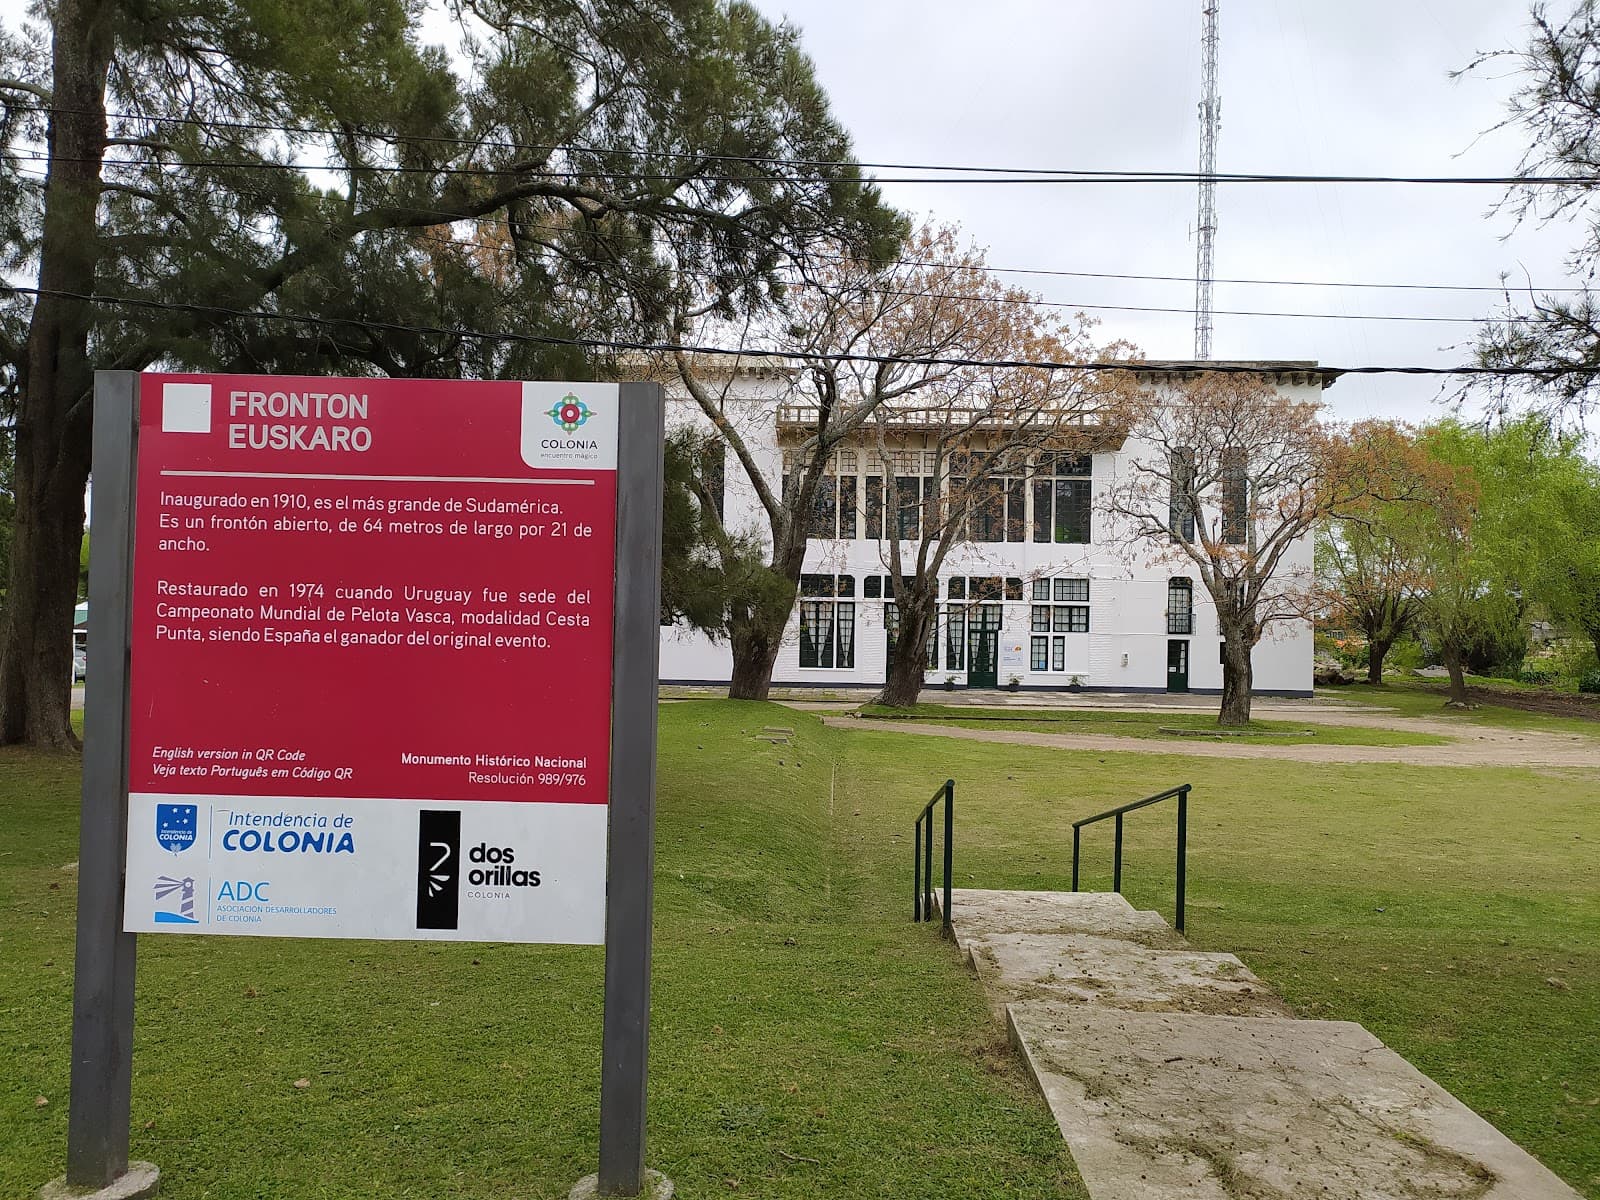 FRONTON
EUSKARO
COLONIA
encuentro mágico
Inaugurado en 1910, es el más grande de Sudamérica.
Es un frontón abierto, de 64 metros de largo por 21 de
ancho.
Restaurado en 1974 cuando Uruguay fue sede del
Campeonato Mundial de Pelota Vasca, modalidad Cesta
Punta, siendo España el ganador del original evento.
English version in QR Code
Veja texto Português em Código QR
Monumento Histórico Nacional
Resolución 989/976
Intendencia de
COLONIA
Intendencia de
COLONIA
ADC
ASOCIACIÓN DESARROLLADORES
DE COLONIA
2
dos
orillas
COLONIA